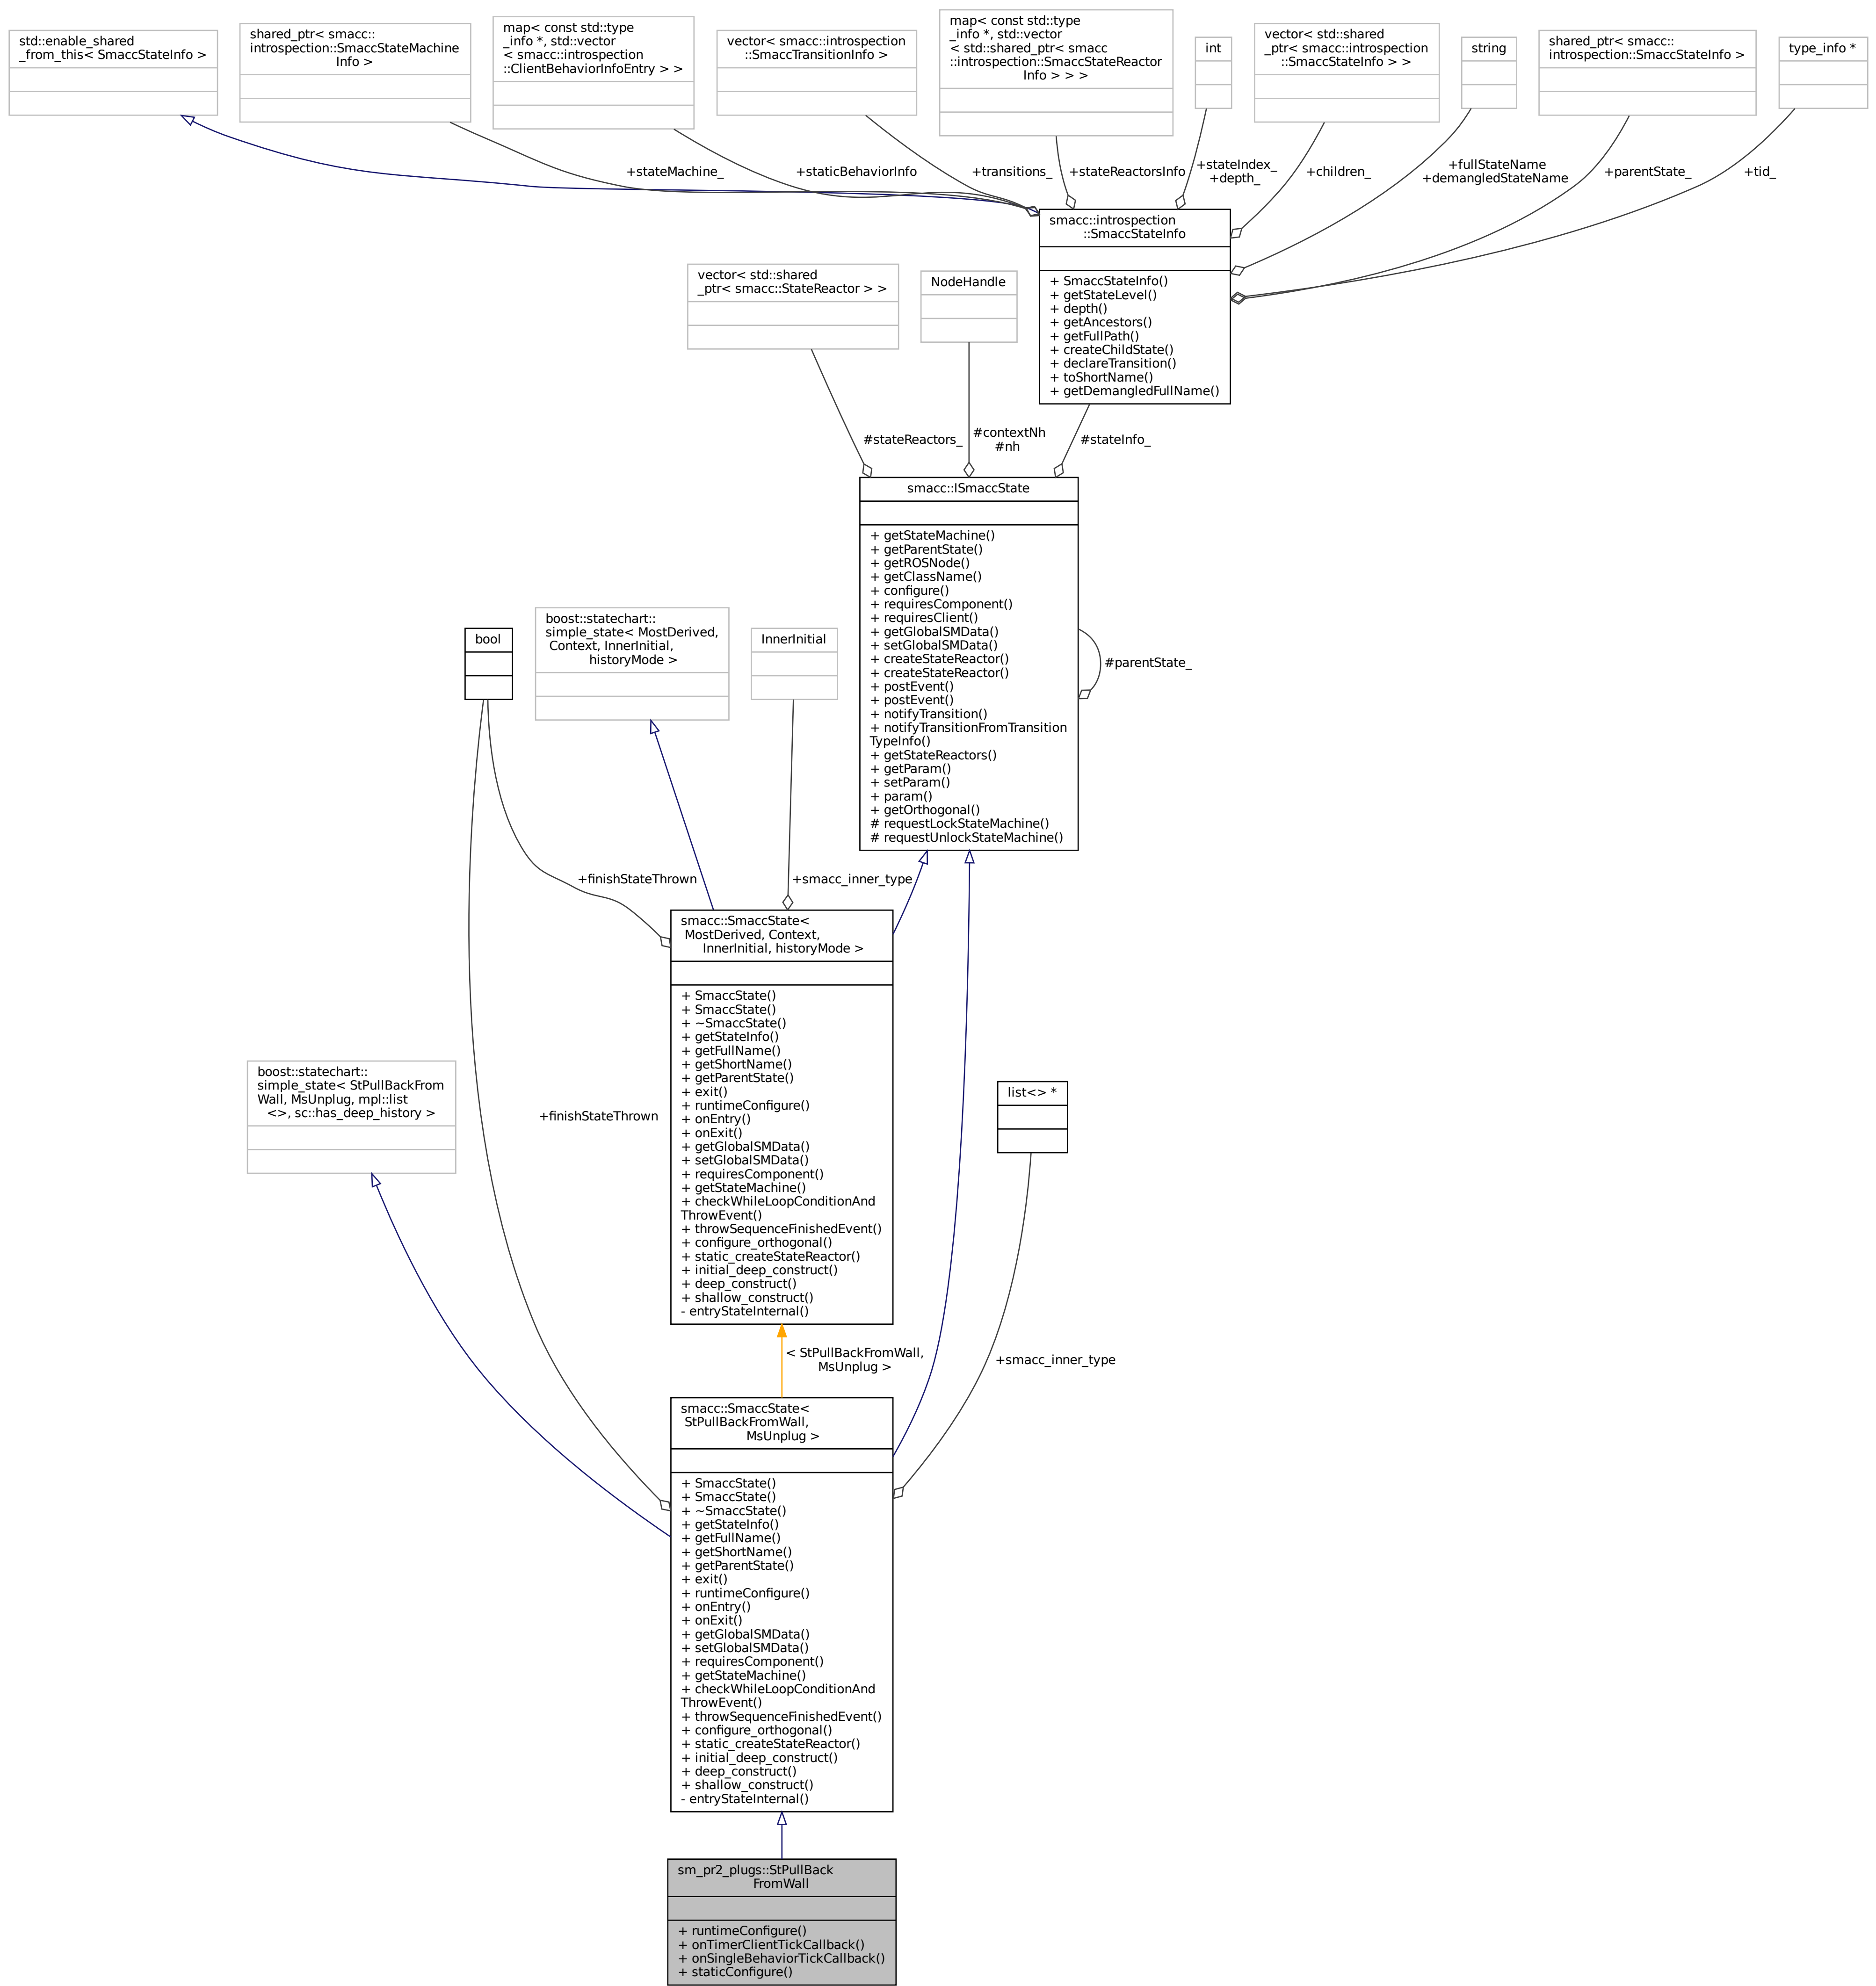 std::enable_shared
_from_this< SmaccStateInfo >
shared_ptr< smacc::
introspection::SmaccStateMachine
Info >
map< const std::type
_info *, std::vector
< smacc::introspection
::ClientBehaviorInfoEntry > >
vector< smacc::introspection
::SmaccTransitionInfo >
map< const std::type
_info *, std::vector
< std::shared_ptr< smacc
::introspection::SmaccStateReactor
Info > > >
int
vector< std::shared
_ptr< smacc::introspection
::SmaccStateInfo > >
string
shared_ptr< smacc::
introspection::SmaccStateInfo >
type_info *
+stateMachine_
+staticBehaviorInfo
+transitions_
+stateReactorsInfo
+stateIndex_
+depth_
+children_
+fullStateName
+demangledStateName
+parentState_
+tid_
smacc::introspection
::SmaccStateInfo
+ SmaccStateInfo()
+ getStateLevel()
+ depth()
+ getAncestors()
+ getFullPath()
+ createChildState()
+ declareTransition()
+ toShortName()
+ getDemangledFullName()
vector< std::shared
_ptr< smacc::StateReactor > >
NodeHandle
#stateReactors_
#contextNh
#nh
#stateInfo_
smacc::ISmaccState
+ getStateMachine()
+ getParentState()
+ getROSNode()
+ getClassName()
+ configure()
+ requiresComponent()
+ requiresClient()
+ getGlobalSMData()
+ setGlobalSMData()
+ createStateReactor()
+ createStateReactor()
+ postEvent()
+ postEvent()
+ notifyTransition()
+ notifyTransitionFromTransition
TypeInfo()
+ getStateReactors()
+ getParam()
+ setParam()
+ param()
+ getOrthogonal()
# requestLockStateMachine()
# requestUnlockStateMachine()
#parentState_
bool
boost::statechart::
simple_state< MostDerived,
Context, InnerInitial,
historyMode >
InnerInitial
+finishStateThrown
+smacc_inner_type
smacc::SmaccState<
MostDerived, Context,
InnerInitial, historyMode >
+ SmaccState()
+ SmaccState()
+ ~SmaccState()
+ getStateInfo()
+ getFullName()
+ getShortName()
+ getParentState()
+ exit()
+ runtimeConfigure()
+ onEntry()
+ onExit()
+ getGlobalSMData()
+ setGlobalSMData()
+ requiresComponent()
+ getStateMachine()
+ checkWhileLoopConditionAnd
ThrowEvent()
+ throwSequenceFinishedEvent()
+ configure_orthogonal()
+ static_createStateReactor()
+ initial_deep_construct()
+ deep_construct()
+ shallow_construct()
- entryStateInternal()
boost::statechart::
simple_state< StPullBackFrom
Wall, MsUnplug, mpl::list
<>, sc::has_deep_history >
+finishStateThrown
list<> *
< StPullBackFromWall,
MsUnplug >
+smacc_inner_type
smacc::SmaccState<
StPullBackFromWall,
MsUnplug >
+ SmaccState()
+ SmaccState()
+ ~SmaccState()
+ getStateInfo()
+ getFullName()
+ getShortName()
+ getParentState()
+ exit()
+ runtimeConfigure()
+ onEntry()
+ onExit()
+ getGlobalSMData()
+ setGlobalSMData()
+ requiresComponent()
+ getStateMachine()
+ checkWhileLoopConditionAnd
ThrowEvent()
+ throwSequenceFinishedEvent()
+ configure_orthogonal()
+ static_createStateReactor()
+ initial_deep_construct()
+ deep_construct()
+ shallow_construct()
- entryStateInternal()
sm_pr2_plugs::StPullBack
FromWall
+ runtimeConfigure()
+ onTimerClientTickCallback()
+ onSingleBehaviorTickCallback()
+ staticConfigure()